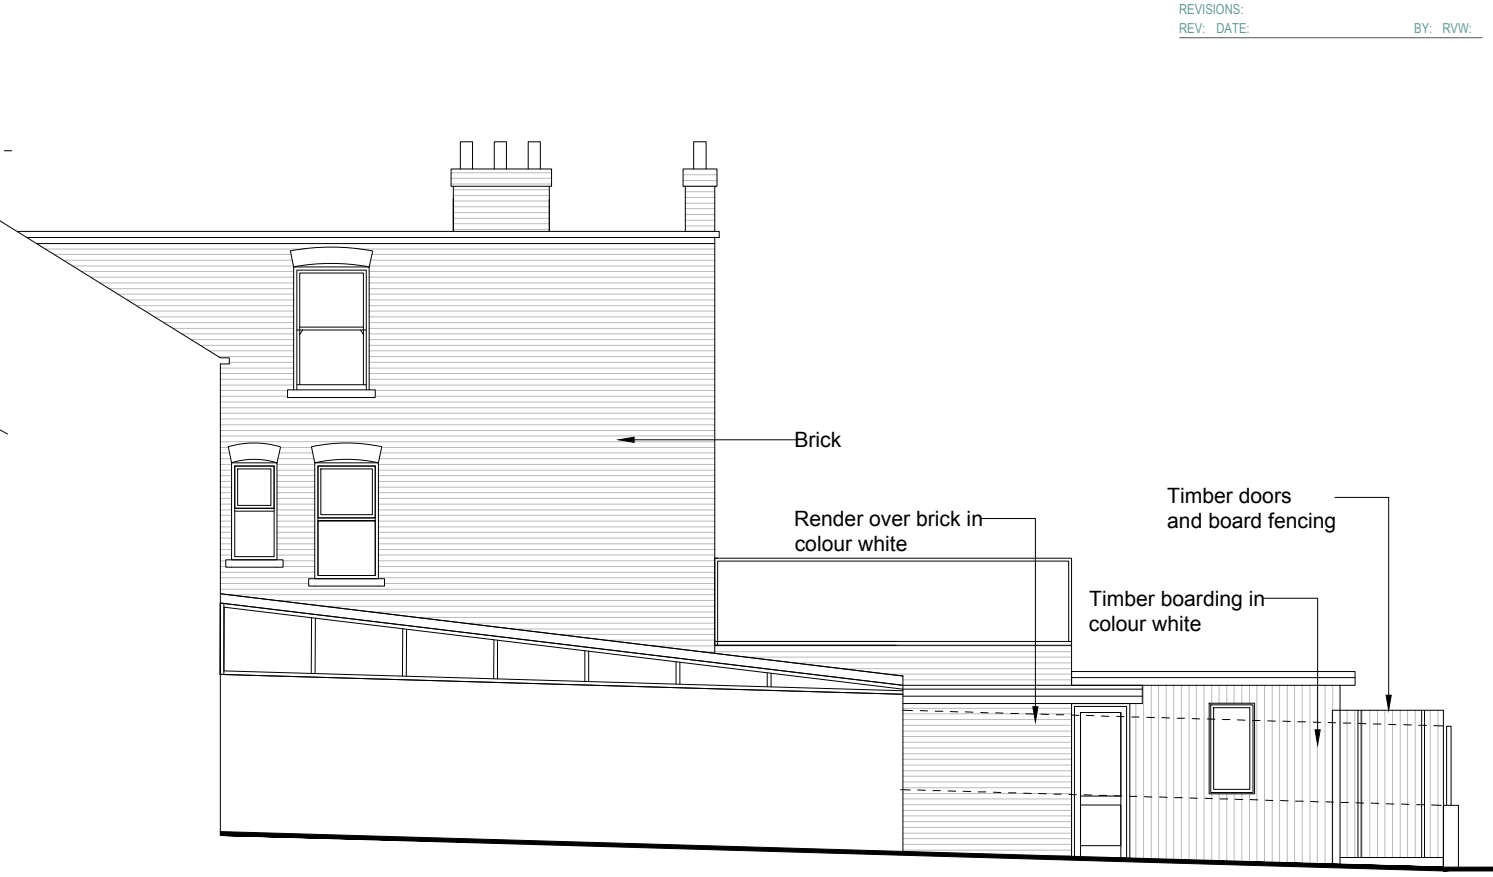 REVISIONS:
REV: DATE: BY: RVW:
Brick
Render over brick in
colour white
Timber doors
and board fencing
Timber boarding in
colour white